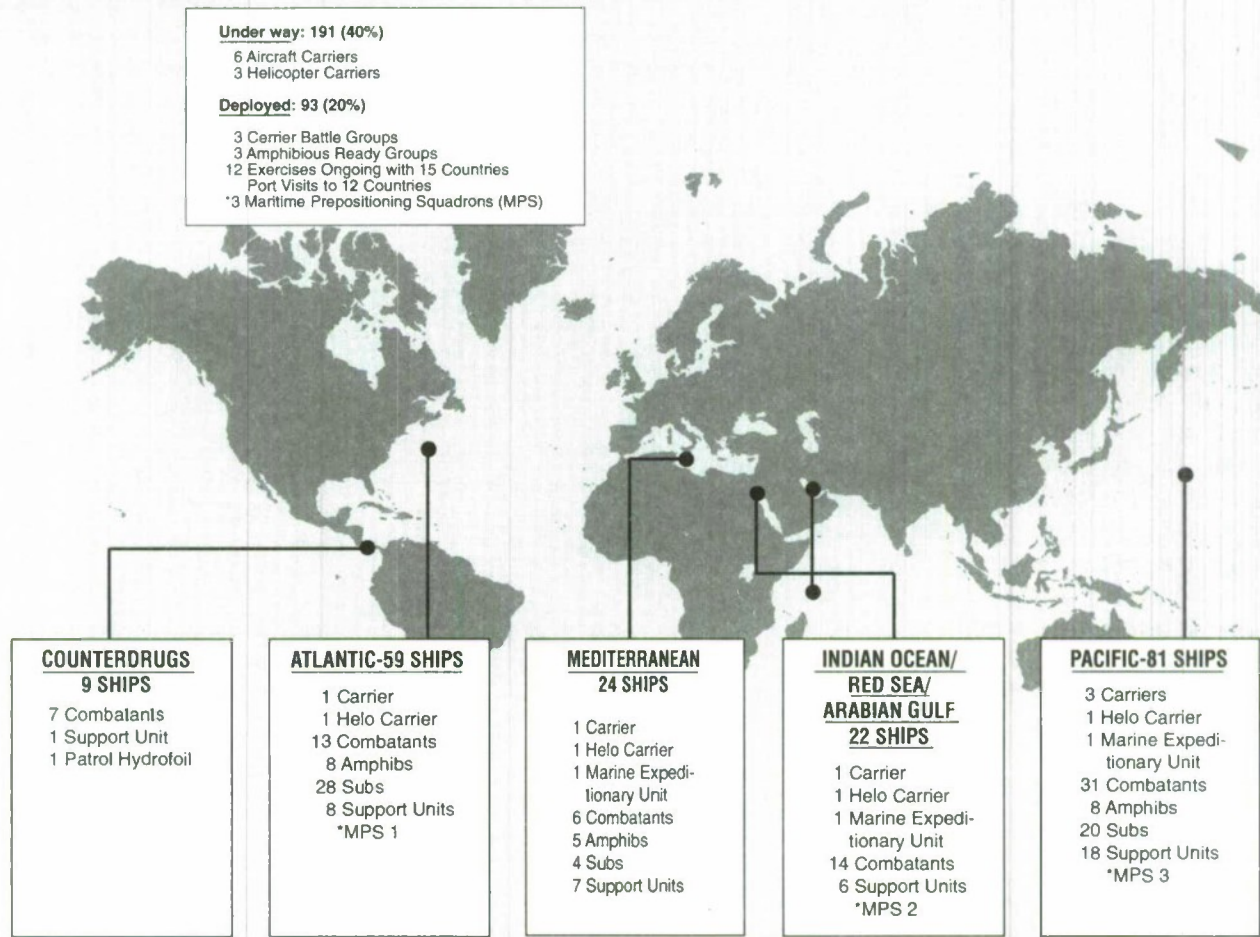 Under way: 191 (40%)
6 Aircraft Carriers
3 Helicopter Carriers
Deployed: 93 (20%)
3 Cerrier Battle Groups
3 Amphibious Ready Groups
12 Exercises Ongoing with 15 Countries
Port Visits to 12 Countries
*3 Maritime Prepositioning Squadrons (MPS)
COUNTERDRUGS
9 SHIPS
7 Combatants
1 Support Unit
1 Patrol Hydrofoil
ATLANTIC-59 SHIPS
1 Carrier
1 Helo Carrier
13 Combatants
8 Amphibs
28 Subs
8 Support Units
*MPS 1
MEDITERRANEAN
24 SHIPS
1 Carrier
1 Helo Carrier
1 Marine Expedi-
tionary Unit
6 Combatants
5 Amphibs
4 Subs
7 Support Units
INDIAN OCEAN/
RED SEA/
ARABIAN GULF
22 SHIPS
1 Carrier
1 Helo Carrier
1 Marine Expedi-
tionary Unit
14 Combatants
6 Support Units
*MPS 2
PACIFIC-81 SHIPS
3 Carriers
1 Helo Carrier
1 Marine Expedi-
tionary Unit
31 Combatants
8 Amphibs
20 Subs
18 Support Units
*MPS 3